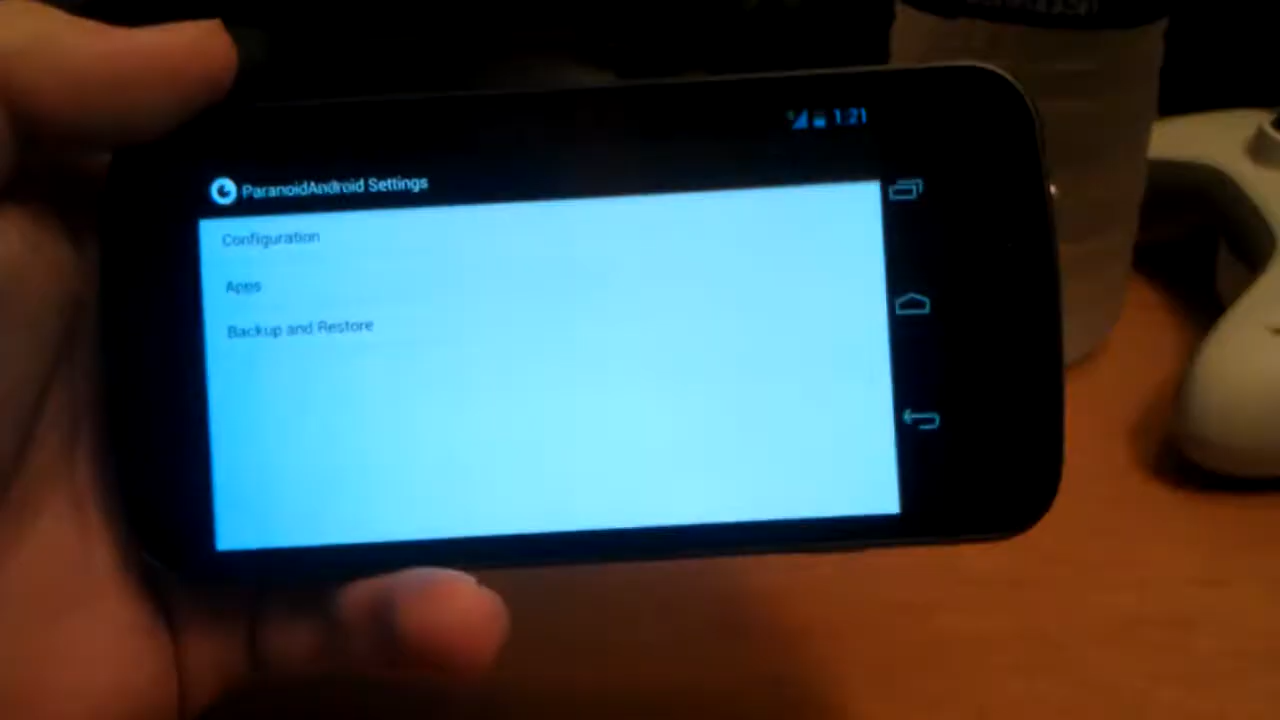 1:21
ParanoidAndroid Settings
Configuration
Apps
Backup and Restore